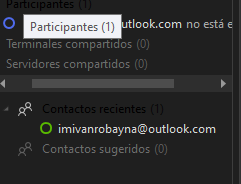 Participantes (1)
Participantes (1)
outlook.com no está e
Terminales compartidos (0)
Servidores compartidos (0)
Contactos recientes (1)
imivanrobayna@outlook.com
Contactos sugeridos (0)